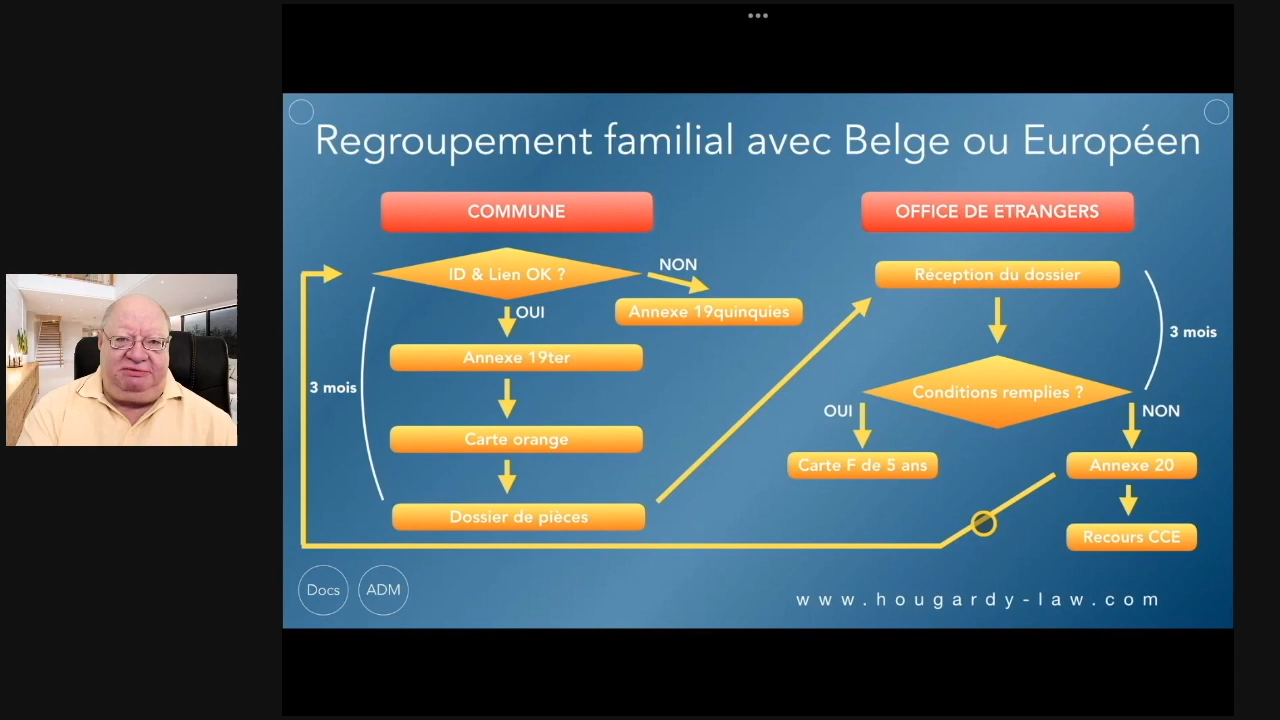 Regroupement familial avec Belge ou Européen
COMMUNE
ID & Lien OK ?
NON
Annexe 19quinquies
OUI
Annexe 19ter
3 mois
Carte orange
Dossier de pièces
OFFICE DE ETRANGERS
Réception du dossier
3 mois
Conditions remplies ?
OUI
NON
Carte F de 5 ans
Annexe 20
Recours CCE
Docs
ADM
www.hougardy-law.com